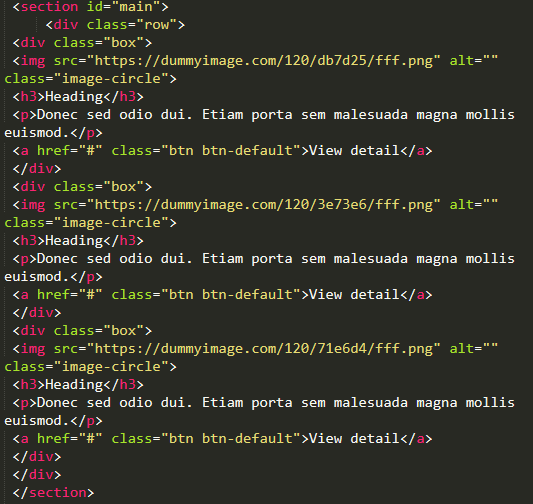 <section id="main">
<div class="row">
<div class="box">
<img src="https://dummyimage.com/120/db7d25/fff.png" alt=""
class="image-circle">
<h3>Heading</h3>
<p>Donec sed odio dui. Etiam porta sem malesuada magna mollis
euismod.</p>
<a href="#" class="btn btn-default">View detail</a>
</div>
<div class="box">
<img src="https://dummyimage.com/120/3e73e6/fff.png" alt=""
class="image-circle">
<h3>Heading</h3>
<p>Donec sed odio dui. Etiam porta sem malesuada magna mollis
euismod.</p>
<a href="#" class="btn btn-default">View detail</a>
</div>
<div class="box">
<img src="https://dummyimage.com/120/71e6d4/fff.png" alt=""
class="image-circle">
<h3>Heading</h3>
<p>Donec sed odio dui. Etiam porta sem malesuada magna mollis
euismod.</p>
<a href="#" class="btn btn-default">View detail</a>
</div>
</div>
</section>